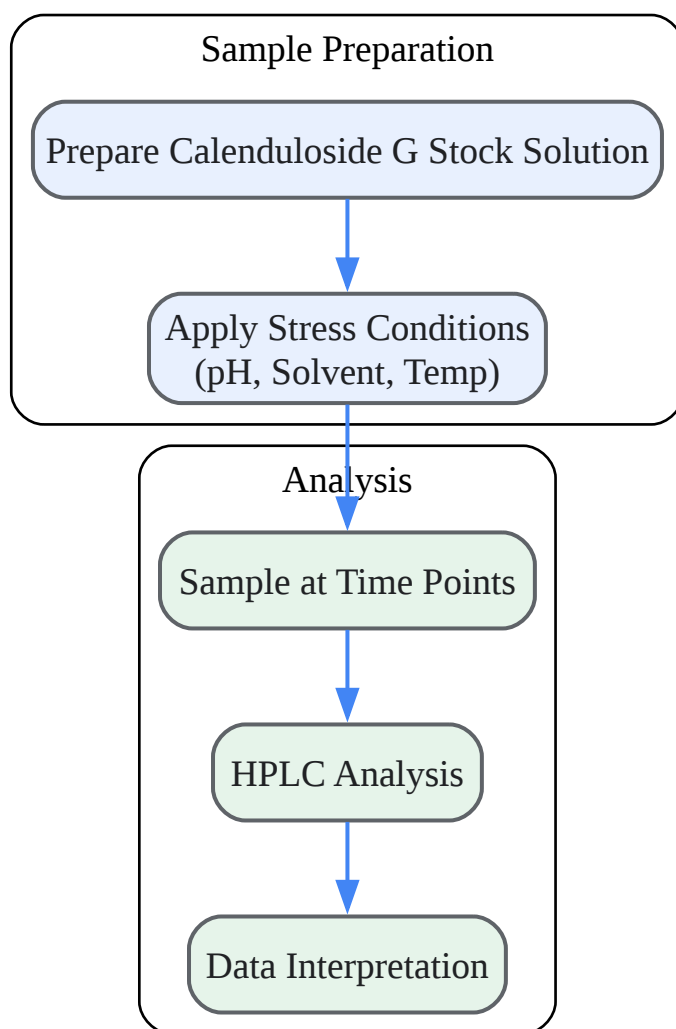 Sample Preparation
Prepare Calenduloside G Stock Solution
Apply Stress Conditions
(pH, Solvent, Temp)
Analysis
Sample at Time Points
HPLC Analysis
Data Interpretation